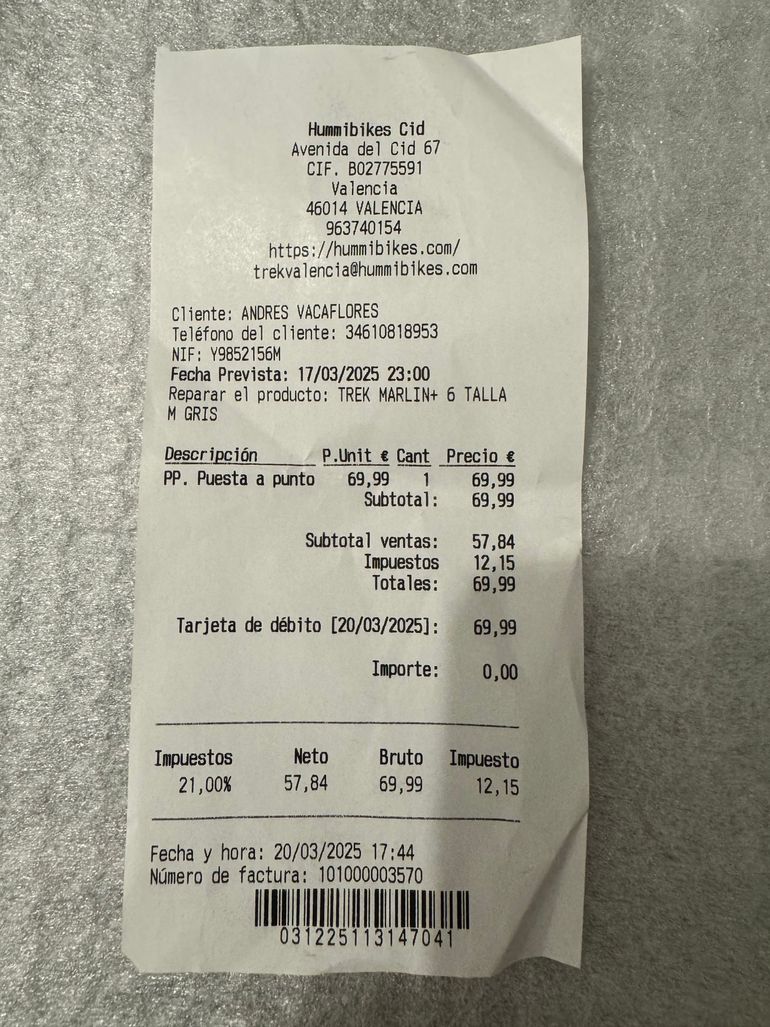 Hummibikes Cid
Avenida del Cid 67
CIF. B02775591
Valencia
46014 VALENCIA
963740154
https://hummibikes.com/
trekvalencia@hummibikes.com
Cliente: ANDRES VACAFLORES
Teléfono del cliente: 34610818953
NIF: Y9852156M
Fecha Prevista: 17/03/2025 23:00
Reparar el producto: TREK MARLIN+ 6 TALLA
M GRIS
Descripción P.Unit € Cant Precio €
PP. Puesta a punto 69,99 1 69,99
Subtotal: 69,99
Subtotal ventas: 57,84
Impuestos 12,15
Totales: 69,99
Tarjeta de débito [20/03/2025]: 69,99
Importe: 0,00
Impuestos Neto Bruto Impuesto
21,00% 57,84 69,99 12,15
Fecha y hora: 20/03/2025 17:44
Número de factura: 101000003570
031225113147041